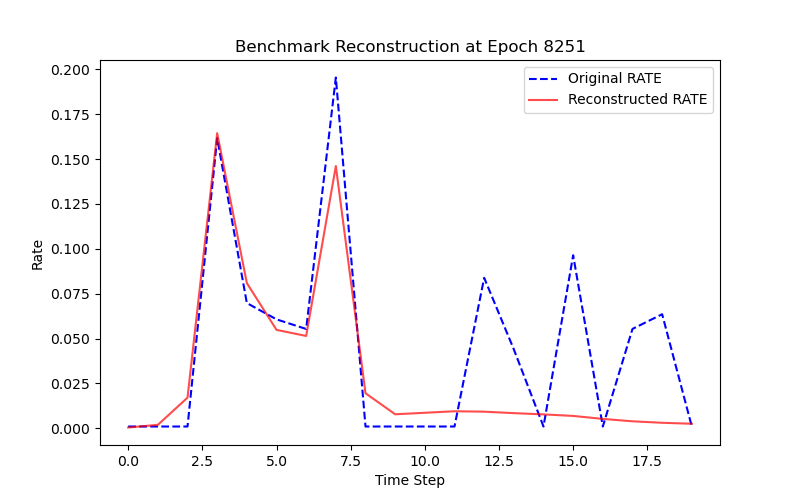 Benchmark Reconstruction at Epoch 8251
Original RATE
Reconstructed RATE
Rate
0.200
0.175
0.150
0.125
0.100
0.075
0.050
0.025
0.000
0.0 2.5 5.0 7.5 10.0 12.5 15.0 17.5
Time Step